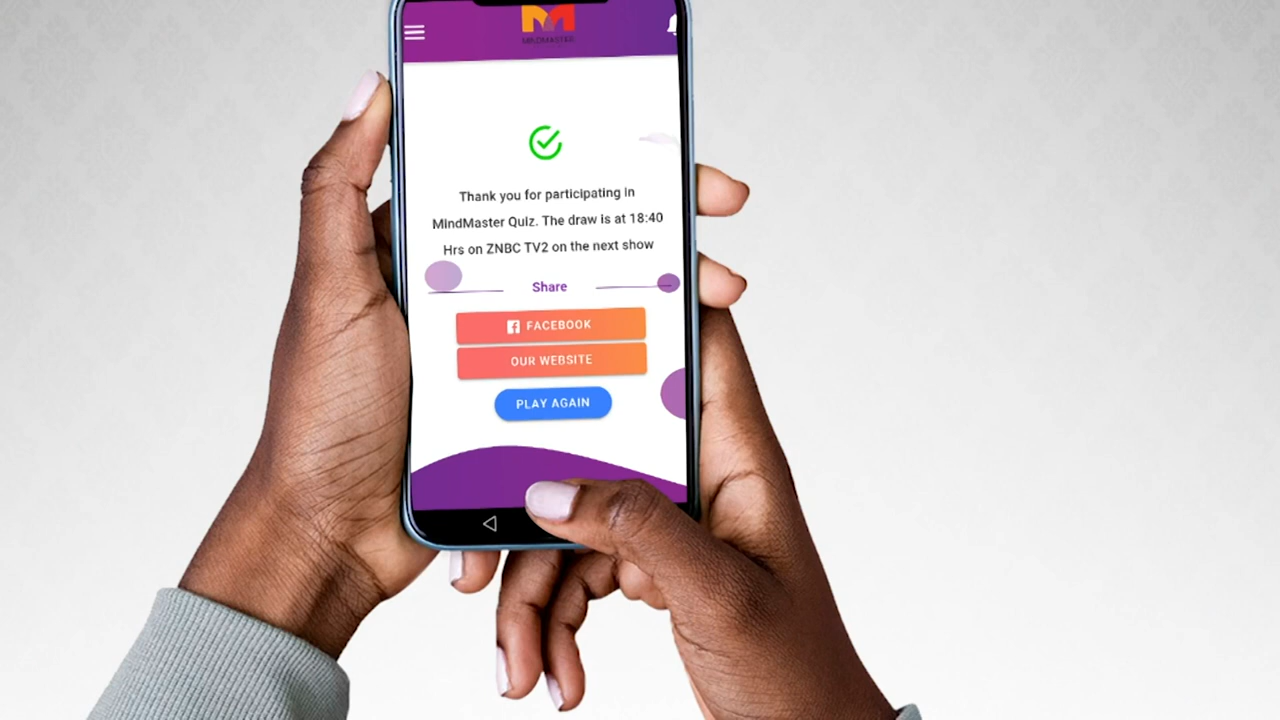 MINDMASTER
Thank you for participating in
MindMaster Quiz. The draw is at 18:40
Hrs on ZNBC TV2 on the next show
Share
FACEBOOK
OUR WEBSITE
PLAY AGAIN